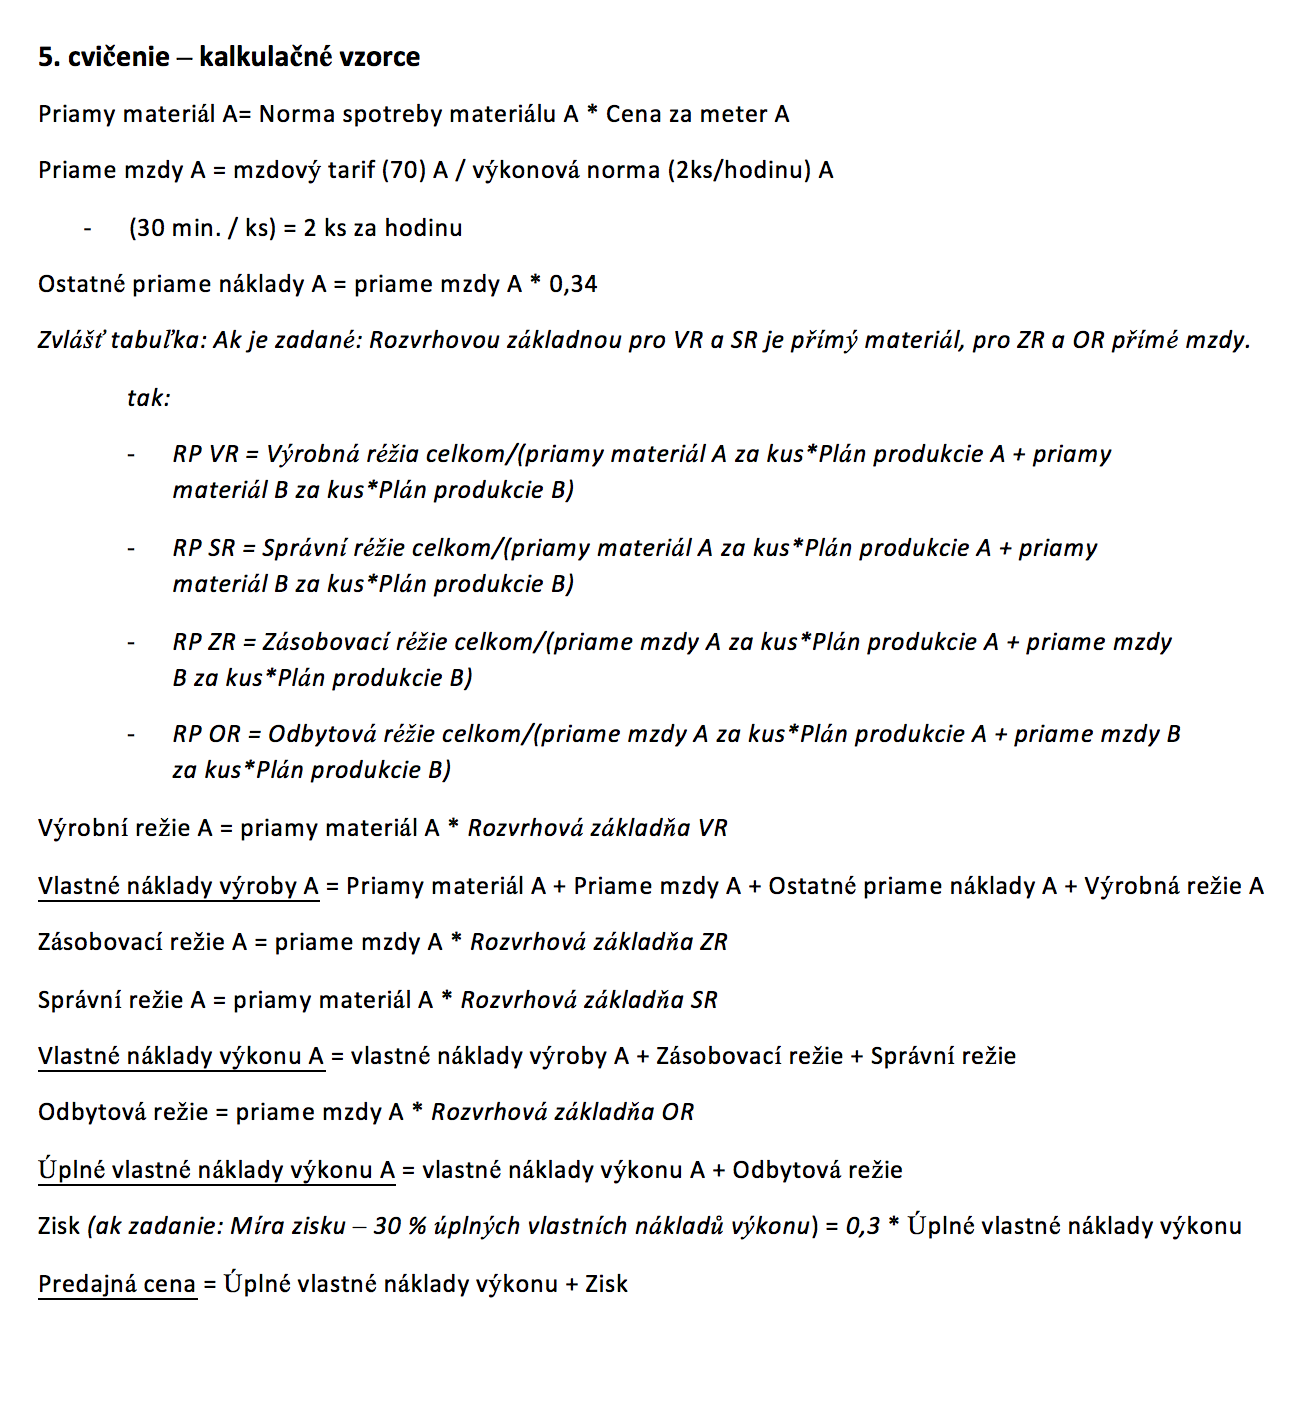 5. cvičenie – kalkulačné vzorce
Priamy materiál A= Norma spotreby materiálu A * Cena za meter A
Priame mzdy A = mzdový tarif (70) A / výkonová norma (2ks/hodinu) A
- (30 min. / ks) = 2 ks za hodinu
Ostatné priame náklady A = priame mzdy A * 0,34
Zvlášť tabuľka: Ak je zadané: Rozvrhovou základnou pro VR a SR je přímý materiál, pro ZR a OR přímé mzdy.
tak:
- RP VR = Výrobná réžia celkom/(priamy materiál A za kus*Plán produkcie A + priamy
materiál B za kus*Plán produkcie B)
- RP SR = Správní réžie celkom/(priamy materiál A za kus*Plán produkcie A + priamy
materiál B za kus*Plán produkcie B)
- RP ZR = Zásobovací réžie celkom/(priame mzdy A za kus*Plán produkcie A + priame mzdy
B za kus*Plán produkcie B)
- RP OR = Odbytová réžie celkom/(priame mzdy A za kus*Plán produkcie A + priame mzdy B
za kus*Plán produkcie B)
Výrobní režie A = priamy materiál A * Rozvrhová základňa VR
Vlastné náklady výroby A = Priamy materiál A + Priame mzdy A + Ostatné priame náklady A + Výrobná režie A
Zásobovací režie A = priame mzdy A * Rozvrhová základňa ZR
Správní režie A = priamy materiál A * Rozvrhová základňa SR
Vlastné náklady výkonu A = vlastné náklady výroby A + Zásobovací režie + Správní režie
Odbytová režie = priame mzdy A * Rozvrhová základňa OR
Úplné vlastné náklady výkonu A = vlastné náklady výkonu A + Odbytová režie
Zisk (ak zadanie: Míra zisku – 30 % úplných vlastních nákladů výkonu) = 0,3 * Úplné vlastné náklady výkonu
Predajná cena = Úplné vlastné náklady výkonu + Zisk